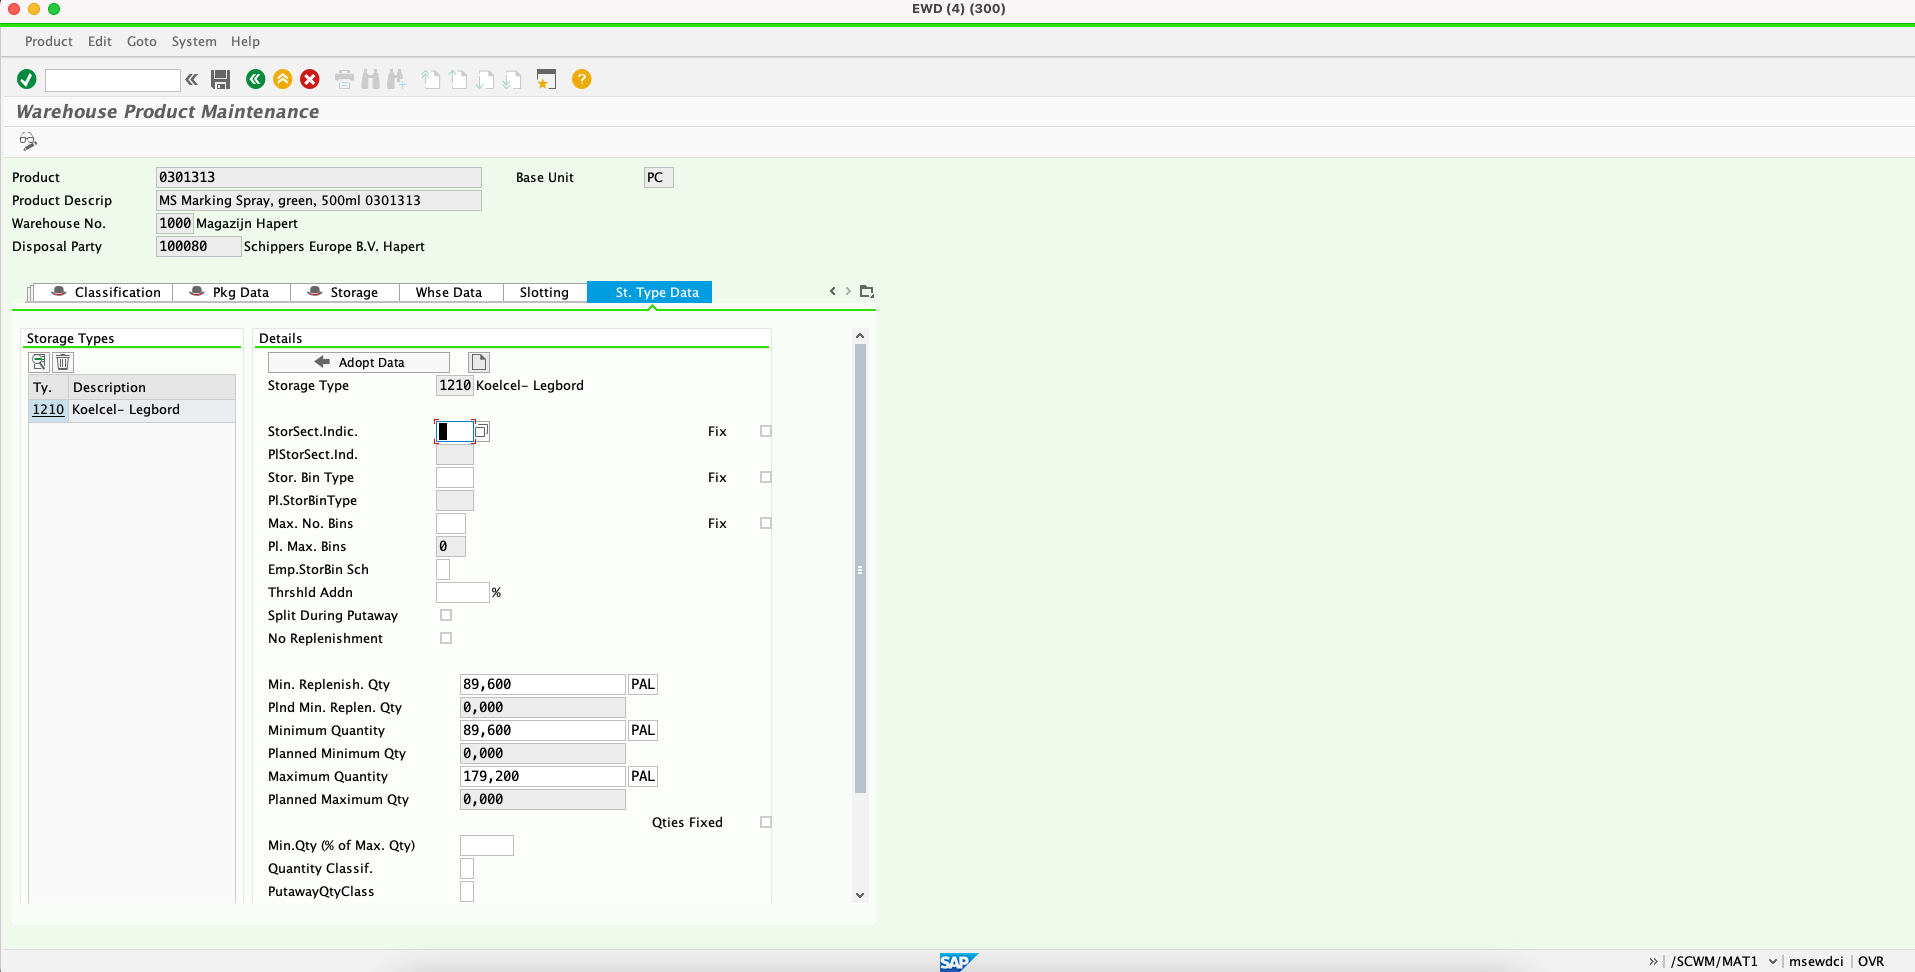 EWD (4) (300)
Product Edit Goto System Help
Warehouse Product Maintenance
Product 0301313 Base Unit PC
Product Descrip MS Marking Spray, green, 500ml 0301313
Warehouse No. 1000 Magazijn Hapert
Disposal Party 100080 Schippers Europe B.V. Hapert
Classification Pkg Data Storage Whse Data Slotting St. Type Data
Storage Types
Ty. Description
1210 Koelcel- Legbord
Details
Adopt Data
Storage Type 1210 Koelcel- Legbord
StorSect.Indic. Fix
PlStorSect.Ind.
Stor. Bin Type Fix
Pl.StorBinType
Max. No. Bins Fix
Pl. Max. Bins 0
Emp.StorBin Sch
Thrshld Addn %
Split During Putaway
No Replenishment
Min. Replenish. Qty 89,600 PAL
Plnd Min. Replen. Qty 0,000
Minimum Quantity 89,600 PAL
Planned Minimum Qty 0,000
Maximum Quantity 179,200 PAL
Planned Maximum Qty 0,000
Qties Fixed
Min.Qty (% of Max. Qty)
Quantity Classif.
PutawayQtyClass
SAP
» /SCWM/MAT1 msewdci OVR